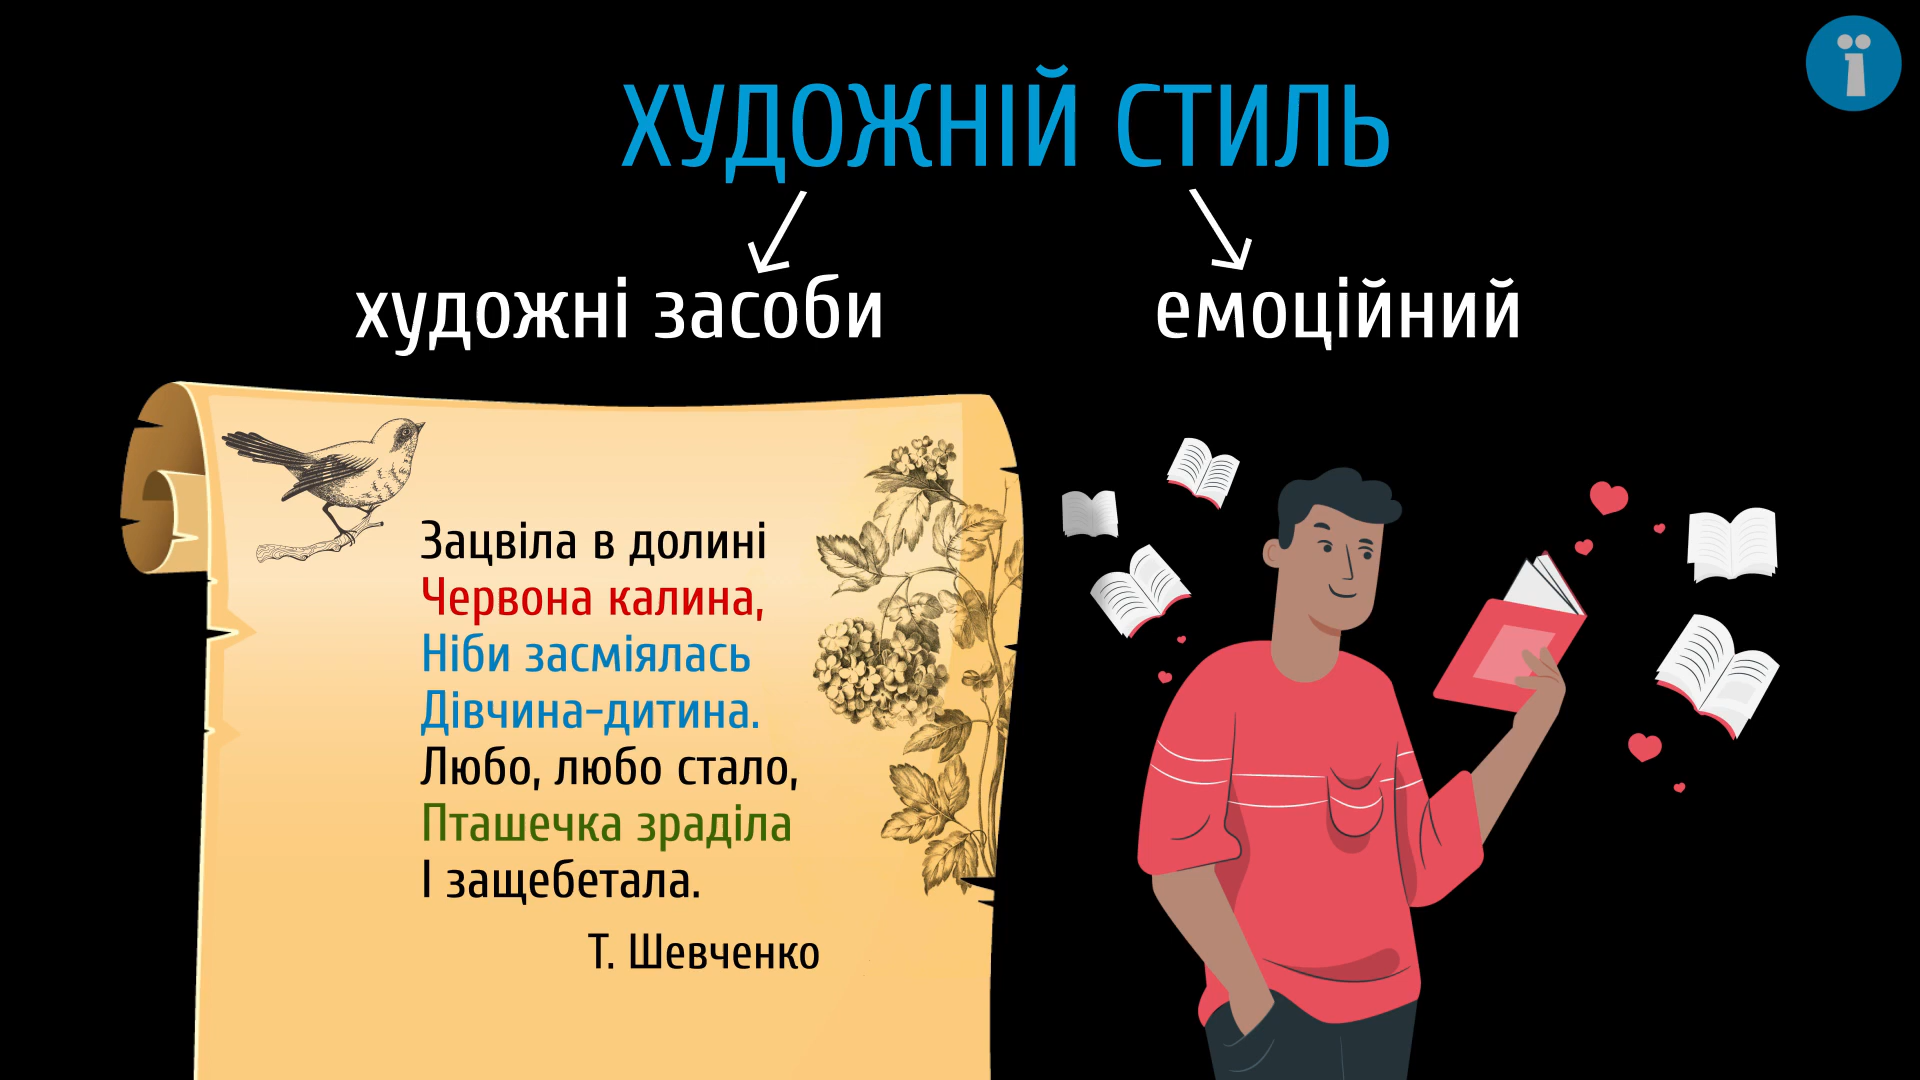 ї
ХУДОЖНІЙ СТИЛЬ
художні засоби
емоційний
Зацвіла в долині
Червона калина,
Ніби засміялась
Дівчина-дитина.
Любо, любо стало,
Пташечка зраділа
І защебетала.
Т. Шевченко